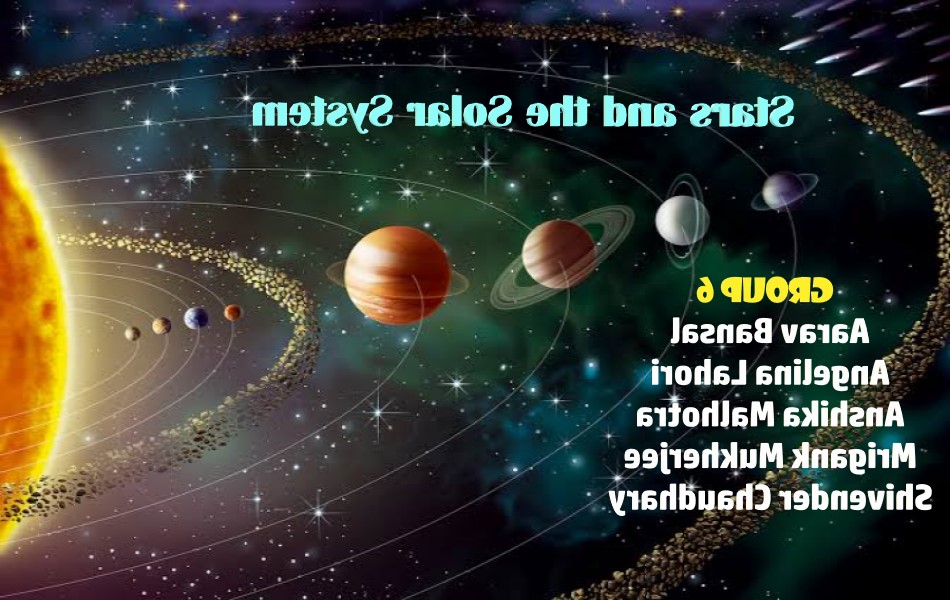 Stars and the Solar System
GROUP 6
Aarav Bansal
Angelina Lahori
Anshika Malhotra
Mrigank Mukherjee
Shivender Chaudhary